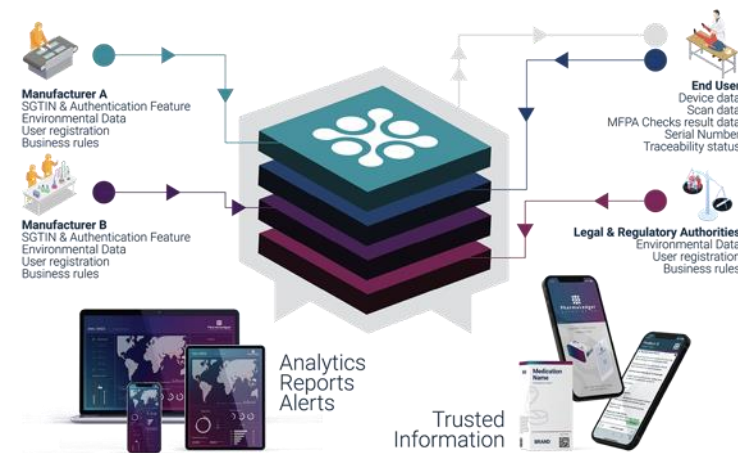 Manufacturer A
SGTIN & Authentication Feature
Environmental Data
User registration
Business rules
End User
Device data
Scan data
MFPA Checks result data
Serial Number
Traceability status
Manufacturer B
SGTIN & Authentication Feature
Environmental Data
User registration
Business rules
Legal & Regulatory Authorities
Environmental Data
User registration
Business rules
Analytics
Reports
Alerts
Trusted
Information
Medication
Name
BRAND